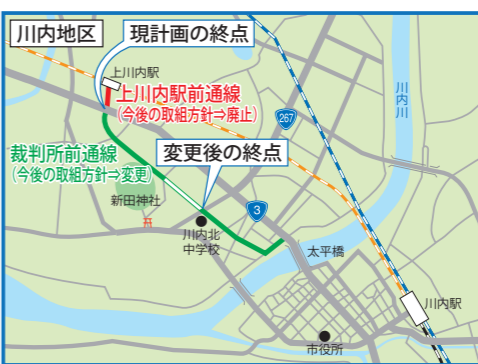 川内地区
現計画の終点
上川内駅
上川内駅前通線
(今後の取組方針⇒廃止)
267
川内川
裁判所前通線
(今後の取組方針⇒変更)
変更後の終点
新田神社
3
川内北
中学校
太平橋
川内駅
市役所